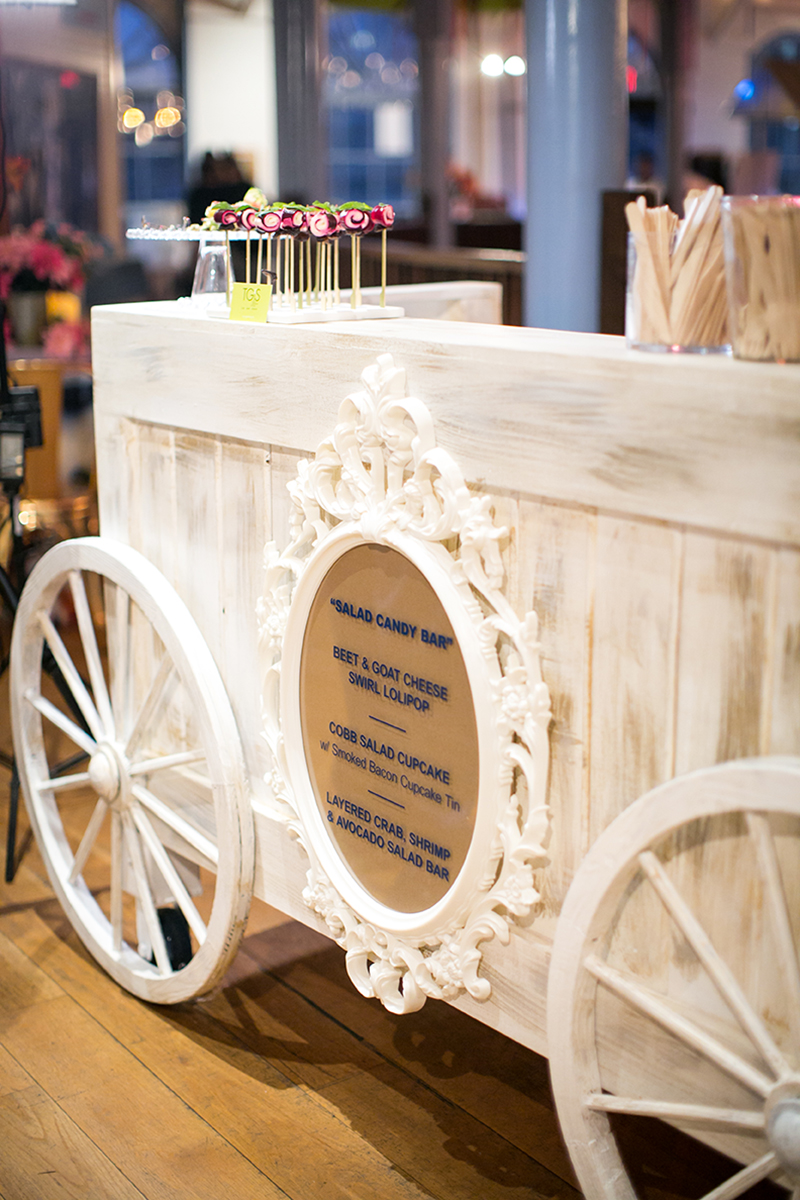 TGS
"SALAD CANDY BAR"
BEET & GOAT CHEESE
SWIRL LOLIPOP
COBB SALAD CUPCAKE
w/ Smoked Bacon Cupcake Tin
LAYERED CRAB, SHRIMP
& AVOCADO SALAD BAR